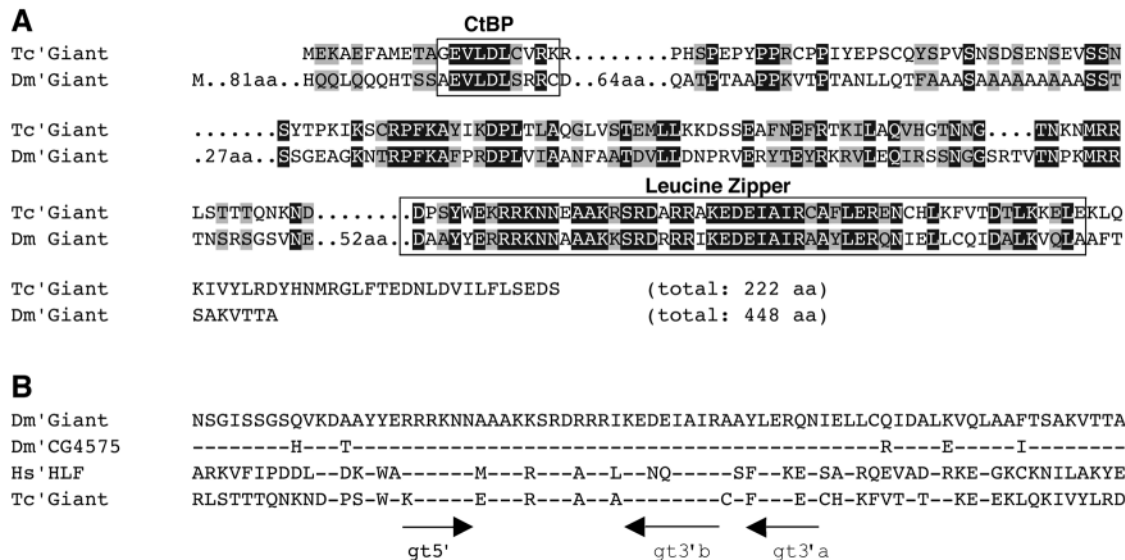 A
CtBP
Tc'Giant MEKAEFAMETAGEVLDLCVRKR........PHSPEPYPPRCPPIYEPSCQYSPVSNSDSENSEVSSN
Dm'Giant M..81aa..HQQLQQQHTSSAEVLDLSRRCD..64aa..QATPTAAPPKVTPTANLLQTFAAASAAAAAAAAAASST
Tc'Giant .......SYTPKIKSCRPFKAYIKDPLTLAQGLVSTEMLLKKDSSEAFNEFRTKILAQVHGTNNG....TNKNMRR
Dm'Giant .27aa..SSGEAGKNTRPFKAFPRDPLVIAANFAATDVLLDNPRVERYTEYRKRVLEQIRSSNGGSRTVTNPKMRR
Leucine Zipper
Tc'Giant LSTTTQNKND........DPSYWEKRRKNNEAAKRSRDARRAKEDEIAIRCAFLERENCHLKFVTDTLKKELEKLQ
Dm Giant TNSRSGSVNE..52aa..DAAYYERRRKNNAAAKKSRDRRRIKEDEIAIRAAYLERQNIELLCQIDALKVQLAAFT
Tc'Giant KIVYLRDYHNMRGLFTEDNLDVILFLSEDS (total: 222 aa)
Dm'Giant SAKVTTA (total: 448 aa)
B
Dm'Giant NSGISSGSQVKDAAYYERRRKNNAAAKKSRDRRRIKEDEIAIRAAYLERQNIELLCQIDALKVQLAAFTSAKVTTA
Dm'CG4575 --------H---T-------------------------------------------R----E-----I--------
Hs'HLF ARKVFIPDDL--DK-WA------M---R---A--L--NQ-----SF--KE-SA-RQEVAD-RKE-GKCKNILAKYE
Tc'Giant RLSTTTQNKND-PS-W-K-----E---R---A--A--------C-F---E-CH-KFVT-T--KE-EKLQKIVYLRD
gt5' gt3'b gt3'a